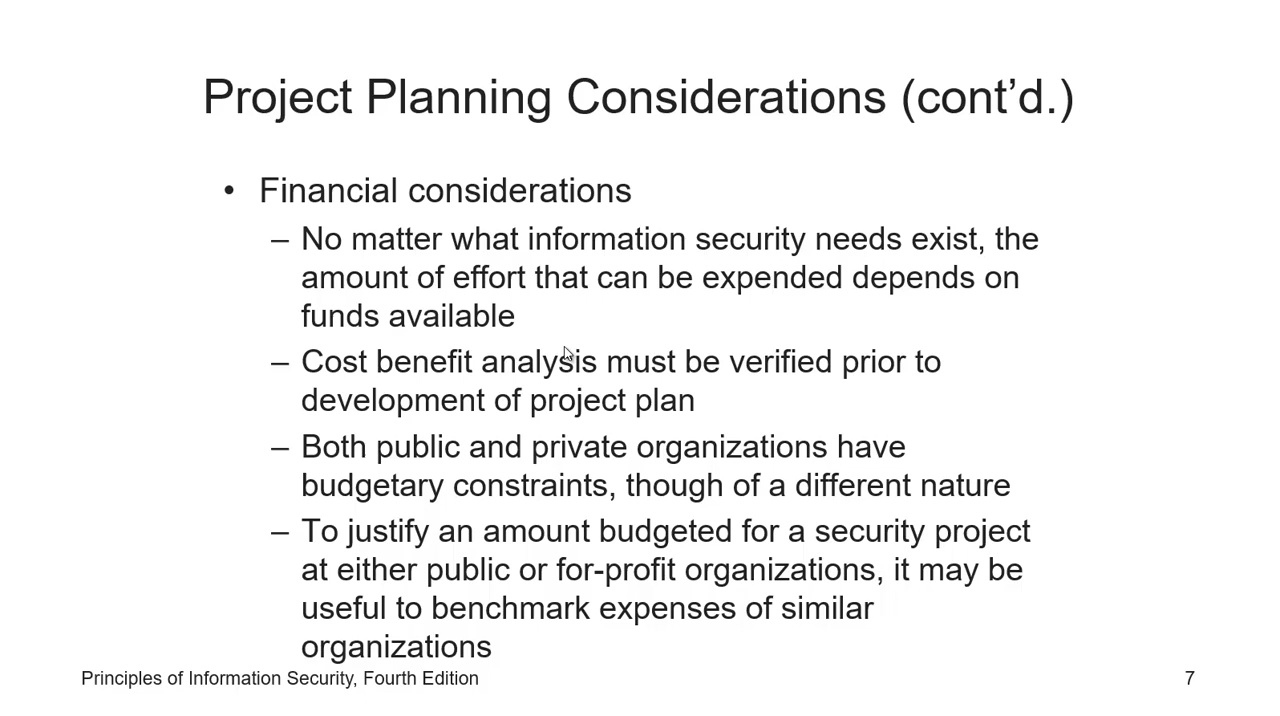 Project Planning Considerations (cont’d.)
• Financial considerations
– No matter what information security needs exist, the
amount of effort that can be expended depends on
funds available
– Cost benefit analysis must be verified prior to
development of project plan
– Both public and private organizations have
budgetary constraints, though of a different nature
– To justify an amount budgeted for a security project
at either public or for-profit organizations, it may be
useful to benchmark expenses of similar
organizations
Principles of Information Security, Fourth Edition
7